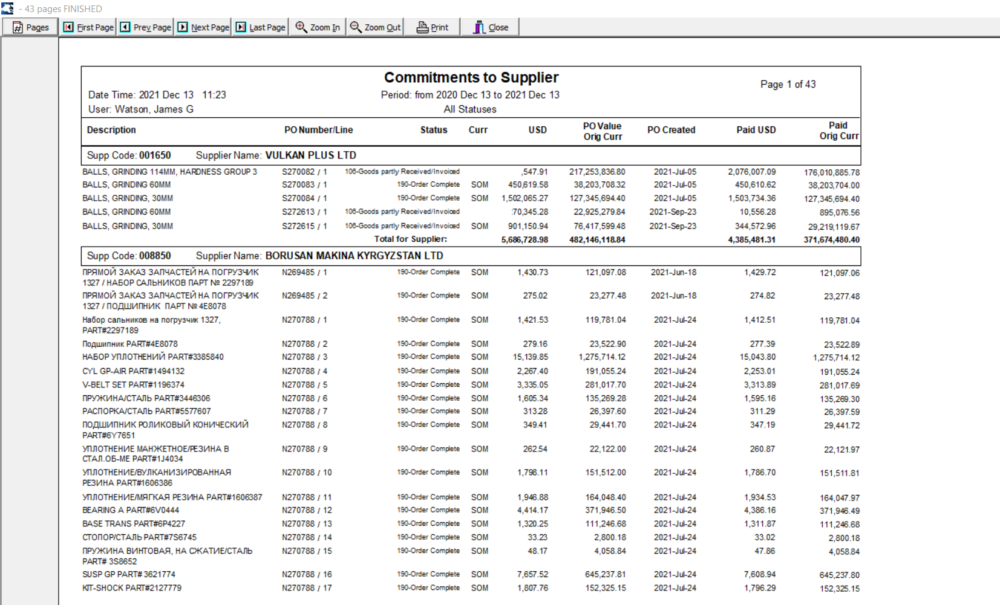 - 43 pages FINISHED
Pages First Page Prev Page Next Page Last Page Zoom In Zoom Out Print Close
Commitments to Supplier
Page 1 of 43
Date Time: 2021 Dec 13 11:23 Period: from 2020 Dec 13 to 2021 Dec 13
User: Watson, James G All Statuses
Description PO Number/Line Status Curr USD PO Value Orig Curr PO Created Paid USD Paid Orig Curr
Supp Code: 001650 Supplier Name: VULKAN PLUS LTD
BALLS, GRINDING 114MM, HARDNESS GROUP 3 S270082 / 1 106-Goods partly Received/Invoiced ,547.91 217,253,836.80 2021-Jul-05 2,076,007.09 176,010,885.78
BALLS, GRINDING 60MM S270083 / 1 190-Order Complete SOM 450,619.58 38,203,708.32 2021-Jul-05 450,610.62 38,203,704.00
BALLS, GRINDING, 30MM S270084 / 1 190-Order Complete SOM 1,502,065.27 127,345,694.40 2021-Jul-05 1,503,734.36 127,345,694.40
BALLS, GRINDING 60MM S272613 / 1 106-Goods partly Received/Invoiced 70,345.28 22,925,279.84 2021-Sep-23 10,556.28 895,076.56
BALLS, GRINDING, 30MM S272615 / 1 106-Goods partly Received/Invoiced SOM 901,150.94 76,417,599.48 2021-Sep-23 344,572.96 29,219,119.67
Total for Supplier: 5,686,728.98 482,146,118.84 4,385,481.31 371,674,480.40
Supp Code: 008850 Supplier Name: BORUSAN MAKINA KYRGYZSTAN LTD
ПРЯМОЙ ЗАКАЗ ЗАПЧАСТЕЙ НА ПОГРУЗЧИК N269485 / 1 190-Order Complete SOM 1,430.73 121,097.08 2021-Jun-18 1,429.72 121,097.06
1327 / НАБОР САЛЬНИКОВ ПАРТ № 2297189
ПРЯМОЙ ЗАКАЗ ЗАПЧАСТЕЙ НА ПОГРУЗЧИК N269485 / 2 190-Order Complete SOM 275.02 23,277.48 2021-Jun-18 274.82 23,277.48
1327 / ПОДШИПНИК ПАРТ № 4E8078
Набор сальников на погрузчик 1327, N270788 / 1 190-Order Complete SOM 1,421.53 119,781.04 2021-Jul-24 1,412.51 119,781.04
PART#2297189
Подшипник PART#4E8078 N270788 / 2 190-Order Complete SOM 279.16 23,522.90 2021-Jul-24 277.39 23,522.89
НАБОР УПЛОТНЕНИЙ PART#3385840 N270788 / 3 190-Order Complete SOM 15,139.85 1,275,714.12 2021-Jul-24 15,043.80 1,275,714.12
CYL GP-AIR PART#1494132 N270788 / 4 190-Order Complete SOM 2,267.40 191,055.24 2021-Jul-24 2,253.01 191,055.24
V-BELT SET PART#1196374 N270788 / 5 190-Order Complete SOM 3,335.05 281,017.70 2021-Jul-24 3,313.89 281,017.69
ПРУЖИНА/СТАЛЬ PART#3446306 N270788 / 6 190-Order Complete SOM 1,605.34 135,269.28 2021-Jul-24 1,595.16 135,269.30
РАСПОРКА/СТАЛЬ PART#5577607 N270788 / 7 190-Order Complete SOM 313.28 26,397.60 2021-Jul-24 311.29 26,397.59
ПОДШИПНИК РОЛИКОВЫЙ КОНИЧЕСКИЙ N270788 / 8 190-Order Complete SOM 349.41 29,441.70 2021-Jul-24 347.19 29,441.72
PART#6Y7651
УПЛОТНЕНИЕ МАНЖЕТНОЕ/РЕЗИНА В N270788 / 9 190-Order Complete SOM 262.54 22,122.00 2021-Jul-24 260.87 22,121.97
СТАЛ.ОБ-МЕ PART#1J4034
УПЛОТНЕНИЕ/ВУЛКАНИЗИРОВАННАЯ N270788 / 10 190-Order Complete SOM 1,798.11 151,512.00 2021-Jul-24 1,786.70 151,511.81
РЕЗИНА PART#1606386
УПЛОТНЕНИЕ/МЯГКАЯ РЕЗИНА PART#1606387 N270788 / 11 190-Order Complete SOM 1,946.88 164,048.40 2021-Jul-24 1,934.53 164,047.97
BEARING A PART#6V0444 N270788 / 12 190-Order Complete SOM 4,414.17 371,946.50 2021-Jul-24 4,386.16 371,946.49
BASE TRANS PART#6P4227 N270788 / 13 190-Order Complete SOM 1,320.25 111,246.68 2021-Jul-24 1,311.87 111,246.68
СТОПОР/СТАЛЬ PART#7S6745 N270788 / 14 190-Order Complete SOM 33.23 2,800.18 2021-Jul-24 33.02 2,800.18
ПРУЖИНА ВИНТОВАЯ, НА СЖАТИЕ/СТАЛЬ N270788 / 15 190-Order Complete SOM 48.17 4,058.84 2021-Jul-24 47.86 4,058.84
PART# 3S8652
SUSP GP PART# 3621774 N270788 / 16 190-Order Complete SOM 7,657.52 645,237.81 2021-Jul-24 7,608.94 645,237.80
KIT-SHOCK PART#2127779 N270788 / 17 190-Order Complete SOM 1,807.76 152,325.15 2021-Jul-24 1,796.29 152,325.15